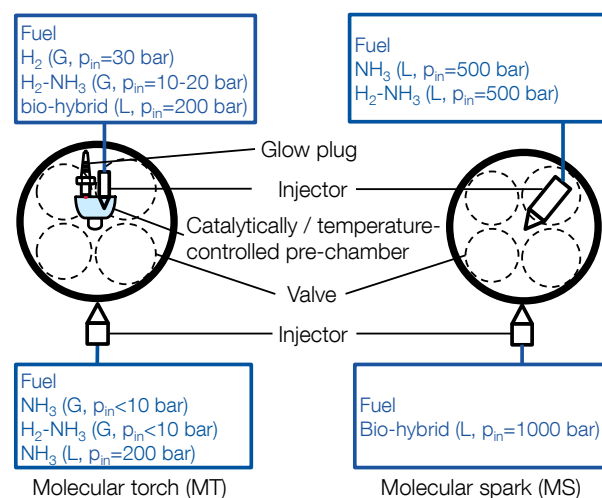 Fuel
H₂ (G, pᵢₙ=30 bar)
H₂-NH₃ (G, pᵢₙ=10-20 bar)
bio-hybrid (L, pᵢₙ=200 bar)
Fuel
NH₃ (L, pᵢₙ=500 bar)
H₂-NH₃ (L, pᵢₙ=500 bar)
Glow plug
Injector
Catalytically / temperature-
controlled pre-chamber
Valve
Injector
Fuel
NH₃ (G, pᵢₙ<10 bar)
H₂-NH₃ (G, pᵢₙ<10 bar)
NH₃ (L, pᵢₙ=200 bar)
Fuel
Bio-hybrid (L, pᵢₙ=1000 bar)
Molecular torch (MT)
Molecular spark (MS)